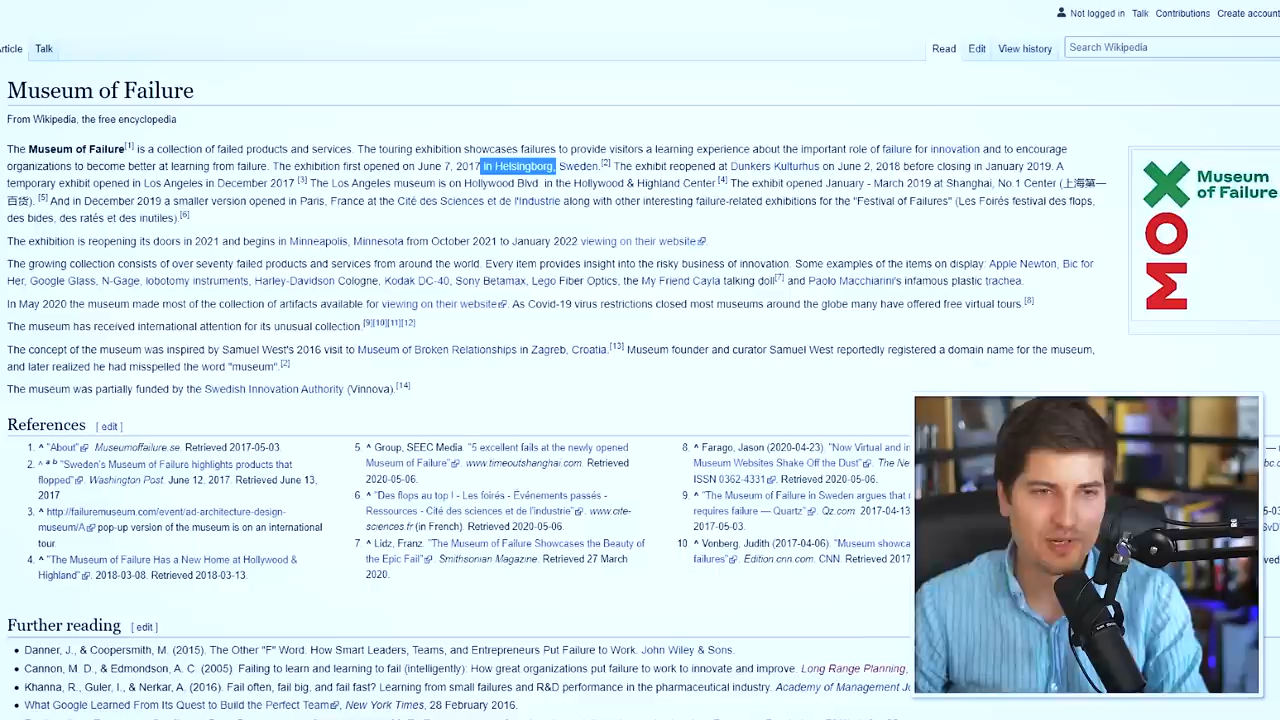 Not logged in Talk Contributions Create account
Article Talk Read Edit View history Search Wikipedia
Museum of Failure
From Wikipedia, the free encyclopedia
The Museum of Failure[1] is a collection of failed products and services. The touring exhibition showcases failures to provide visitors a learning experience about the important role of failure for innovation and to encourage
organizations to become better at learning from failure. The exhibition first opened on June 7, 2017 in Helsingborg, Sweden.[2] The exhibit reopened at Dunkers Kulturhus on June 2, 2018 before closing in January 2019. A
temporary exhibit opened in Los Angeles in December 2017 [3] The Los Angeles museum is on Hollywood Blvd in the Hollywood & Highland Center.[4] The exhibit opened January - March 2019 at Shanghai, No.1 Center (上海第一
百货). [5] And in December 2019 a smaller version opened in Paris, France at the Cité des Sciences et de l'Industrie along with other interesting failure-related exhibitions for the "Festival of Failures" (Les Foirés festival des flops,
des bides, des ratés et des inutiles).[6]
The exhibition is reopening its doors in 2021 and begins in Minneapolis, Minnesota from October 2021 to January 2022 viewing on their website.
The growing collection consists of over seventy failed products and services from around the world. Every item provides insight into the risky business of innovation. Some examples of the items on display: Apple Newton, Bic for
Her, Google Glass, N-Gage, lobotomy instruments, Harley-Davidson Cologne, Kodak DC-40, Sony Betamax, Lego Fiber Optics, the My Friend Cayla talking doll[7] and Paolo Macchiarini's infamous plastic trachea.
In May 2020 the museum made most of the collection of artifacts available for viewing on their website. As Covid-19 virus restrictions closed most museums around the globe many have offered free virtual tours.[8]
The museum has received international attention for its unusual collection.[9][10][11][12]
The concept of the museum was inspired by Samuel West's 2016 visit to Museum of Broken Relationships in Zagreb, Croatia.[13] Museum founder and curator Samuel West reportedly registered a domain name for the museum,
and later realized he had misspelled the word "museum".[2]
The museum was partially funded by the Swedish Innovation Authority (Vinnova).[14]
Museum
of Failure
MOX
References [ edit ]
1. ^ "About" Museumoffailure.se. Retrieved 2017-05-03.
2. ^ a b "Sweden's Museum of Failure highlights products that
flopped". Washington Post. June 12, 2017. Retrieved June 13,
2017
3. ^ http://failuremuseum.com/event/ad-architecture-design-
museum/A pop-up version of the museum is on an international
tour
4. ^ "The Museum of Failure Has a New Home at Hollywood &
Highland". 2018-03-08. Retrieved 2018-03-13.
5. ^ Group, SEEC Media. "5 excellent fails at the newly opened
Museum of Failure". www.timeoutshanghai.com. Retrieved
2020-05-06.
6. ^ "Des flops au top ! - Les foirés - Événements passés -
Ressources - Cité des sciences et de l'industrie". www.cite-
sciences.fr (in French). Retrieved 2020-05-06.
7. ^ Lidz, Franz. "The Museum of Failure Showcases the Beauty of
the Epic Fail". Smithsonian Magazine. Retrieved 27 March
2020.
8. ^ Farago, Jason (2020-04-23). "Now Virtual and in
Museum Websites Shake Off the Dust". The Ne
ISSN 0362-4331. Retrieved 2020-05-06.
9. ^ "The Museum of Failure in Sweden argues that
requires failure — Quartz". Qz.com. 2017-04-13
2017-05-03.
10. ^ Vonberg, Judith (2017-04-06). "Museum showca
failures". Edition.cnn.com. CNN. Retrieved 2017
Further reading [ edit ]
• Danner, J., & Coopersmith, M. (2015). The Other "F" Word. How Smart Leaders, Teams, and Entrepreneurs Put Failure to Work. John Wiley & Sons.
• Cannon, M. D., & Edmondson, A. C. (2005) Failing to learn and learning to fail (intelligently): How great organizations put failure to work to innovate and improve. Long Range Planning,
• Khanna, R., Guler, I., & Nerkar, A. (2016). Fail often, fail big, and fail fast? Learning from small failures and R&D performance in the pharmaceutical industry. Academy of Management Jo
• What Google Learned From Its Quest to Build the Perfect Team, New York Times, 28 February 2016.